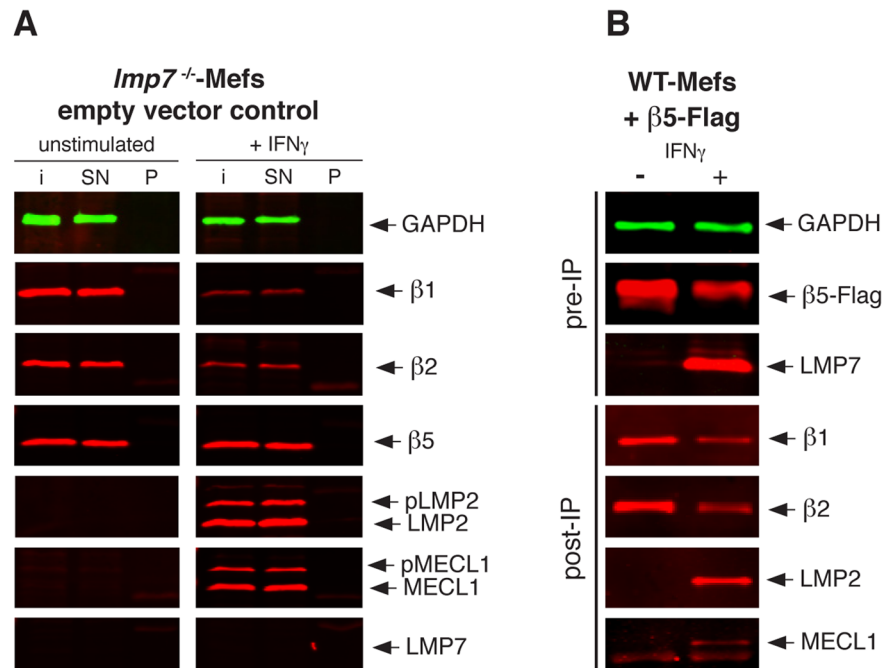 A
lmp7 -/--Mefs
empty vector control
unstimulated
+ IFNγ
i SN P
i SN P
GAPDH
β1
β2
β5
pLMP2
LMP2
pMECL1
MECL1
LMP7
B
WT-Mefs
+ β5-Flag
IFNγ
- +
pre-IP
GAPDH
β5-Flag
LMP7
post-IP
β1
β2
LMP2
MECL1